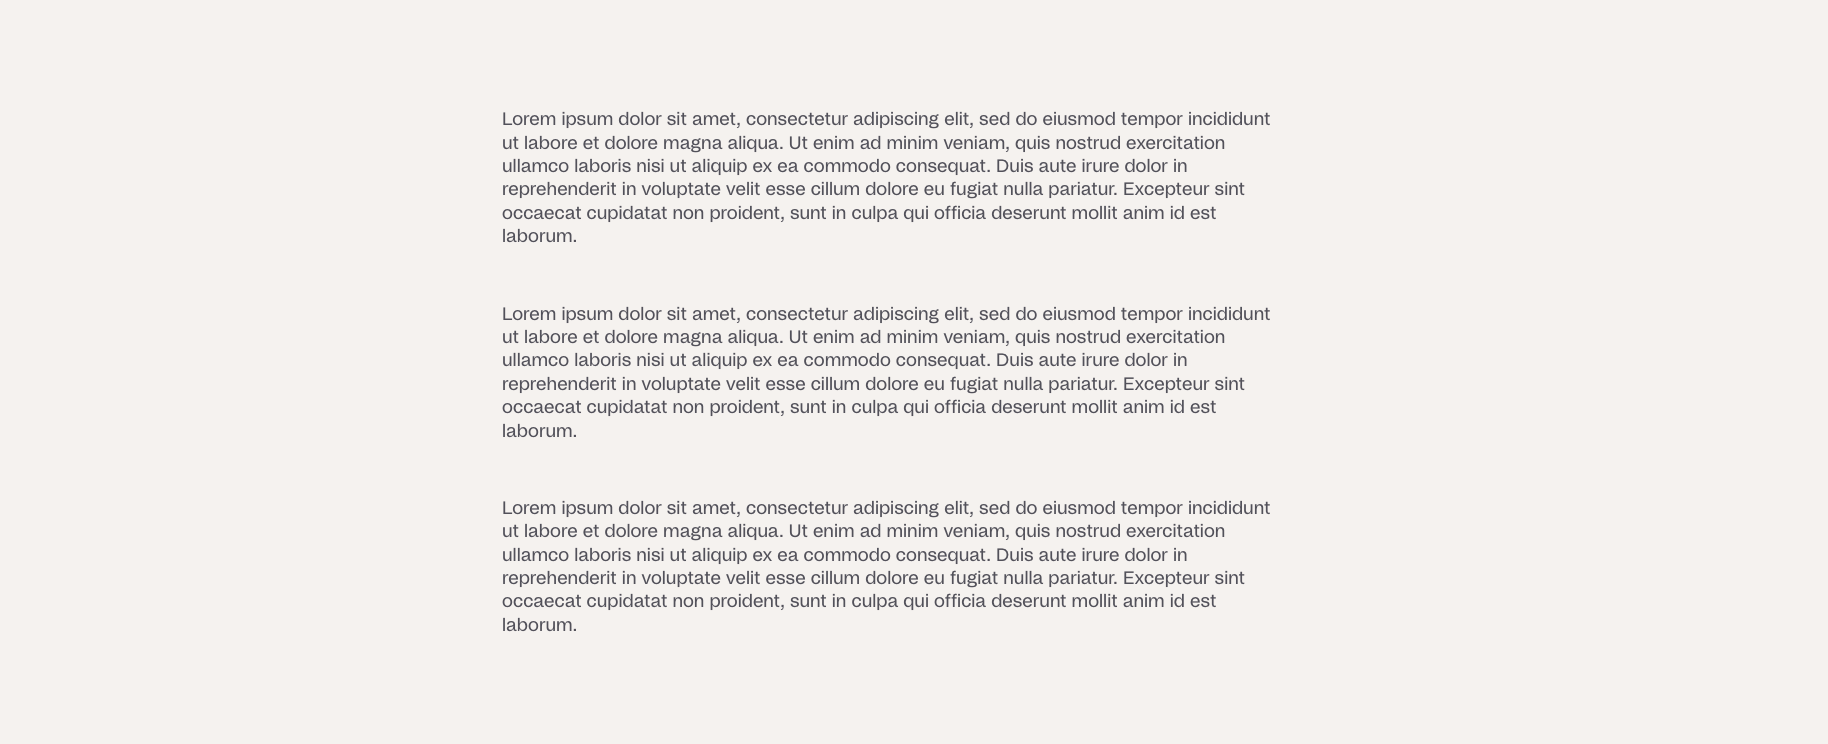 Lorem ipsum dolor sit amet, consectetur adipiscing elit, sed do eiusmod tempor incididunt
ut labore et dolore magna aliqua. Ut enim ad minim veniam, quis nostrud exercitation
ullamco laboris nisi ut aliquip ex ea commodo consequat. Duis aute irure dolor in
reprehenderit in voluptate velit esse cillum dolore eu fugiat nulla pariatur. Excepteur sint
occaecat cupidatat non proident, sunt in culpa qui officia deserunt mollit anim id est
laborum.
Lorem ipsum dolor sit amet, consectetur adipiscing elit, sed do eiusmod tempor incididunt
ut labore et dolore magna aliqua. Ut enim ad minim veniam, quis nostrud exercitation
ullamco laboris nisi ut aliquip ex ea commodo consequat. Duis aute irure dolor in
reprehenderit in voluptate velit esse cillum dolore eu fugiat nulla pariatur. Excepteur sint
occaecat cupidatat non proident, sunt in culpa qui officia deserunt mollit anim id est
laborum.
Lorem ipsum dolor sit amet, consectetur adipiscing elit, sed do eiusmod tempor incididunt
ut labore et dolore magna aliqua. Ut enim ad minim veniam, quis nostrud exercitation
ullamco laboris nisi ut aliquip ex ea commodo consequat. Duis aute irure dolor in
reprehenderit in voluptate velit esse cillum dolore eu fugiat nulla pariatur. Excepteur sint
occaecat cupidatat non proident, sunt in culpa qui officia deserunt mollit anim id est
laborum.